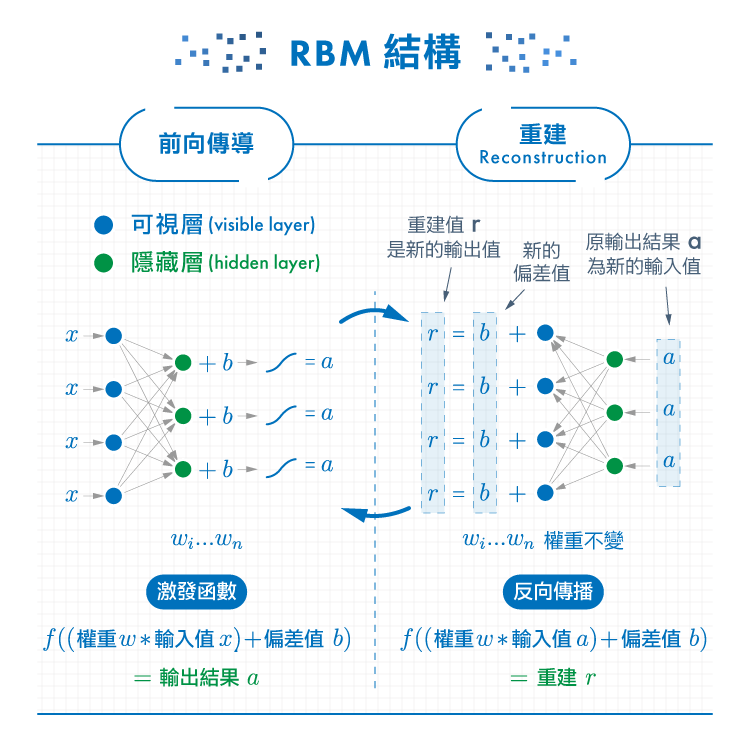 RBM 結構
前向傳導
可視層 (visible layer)
隱藏層 (hidden layer)
x
x
x
x
+ b = a
+ b = a
+ b = a
w_i...w_n
激發函數
f((權重w*輸入值 x)+偏差值 b)
= 輸出結果 a
重建
Reconstruction
重建值 r
是新的輸出值
新的
偏差值
原輸出結果 a
為新的輸入值
r = b +
r = b +
r = b +
r = b +
a
a
a
w_i...w_n 權重不變
反向傳播
f((權重w*輸入值 a)+偏差值 b)
= 重建 r